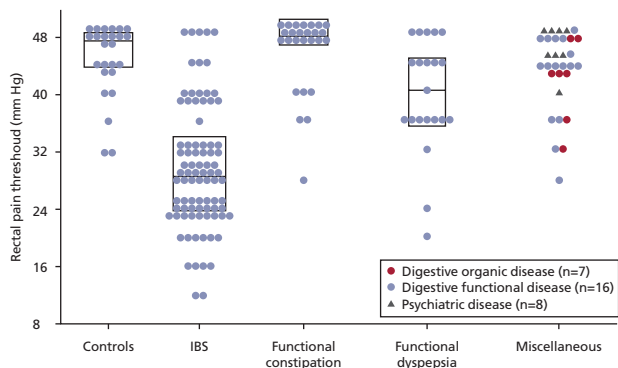 Rectal pain threshoud (mm Hg)
48
40
32
24
16
8
Digestive organic disease (n=7)
Digestive functional disease (n=16)
Psychiatric disease (n=8)
Controls
IBS
Functional
constipation
Functional
dyspepsia
Miscellaneous